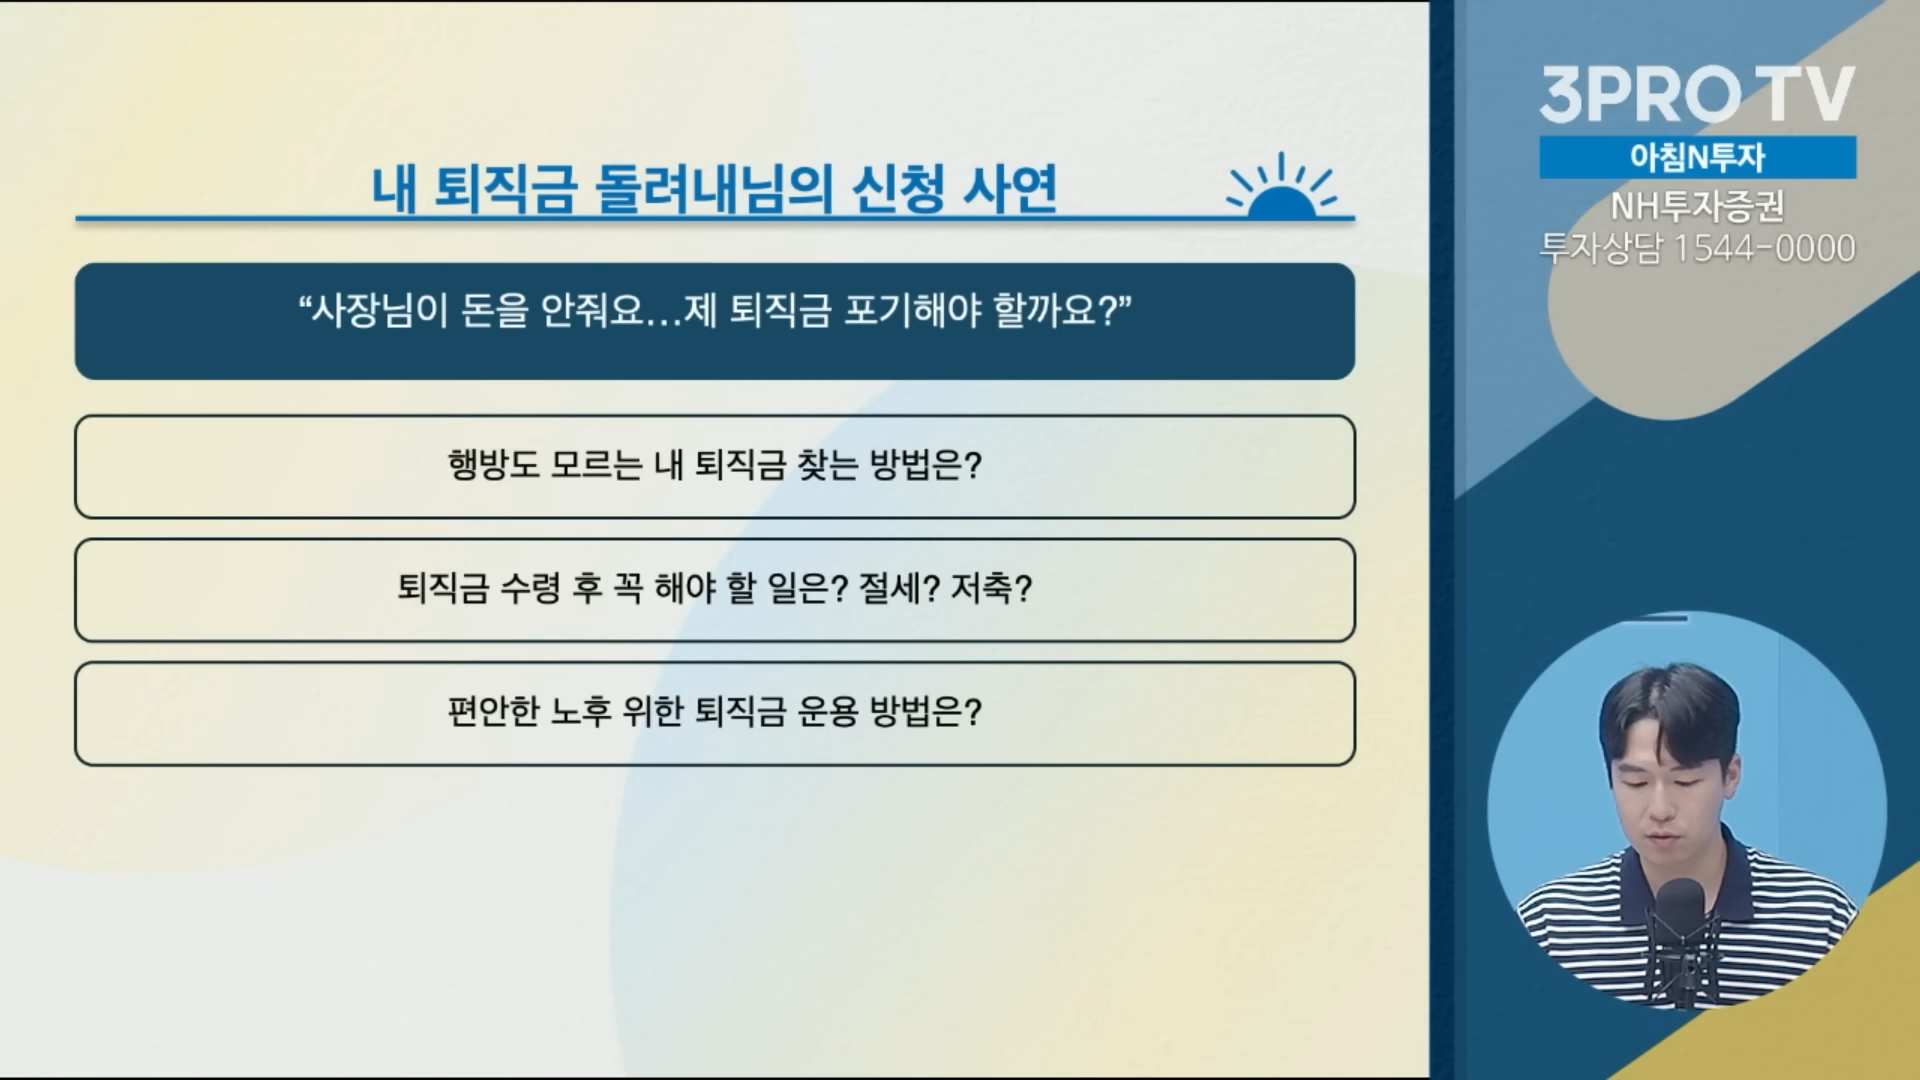 내 퇴직금 돌려내님의 신청 사연
“사장님이 돈을 안줘요...제 퇴직금 포기해야 할까요?”
행방도 모르는 내 퇴직금 찾는 방법은?
퇴직금 수령 후 꼭 해야 할 일은? 절세? 저축?
편안한 노후 위한 퇴직금 운용 방법은?
3PRO TV
아침N투자
NH투자증권
투자상담 1544-0000